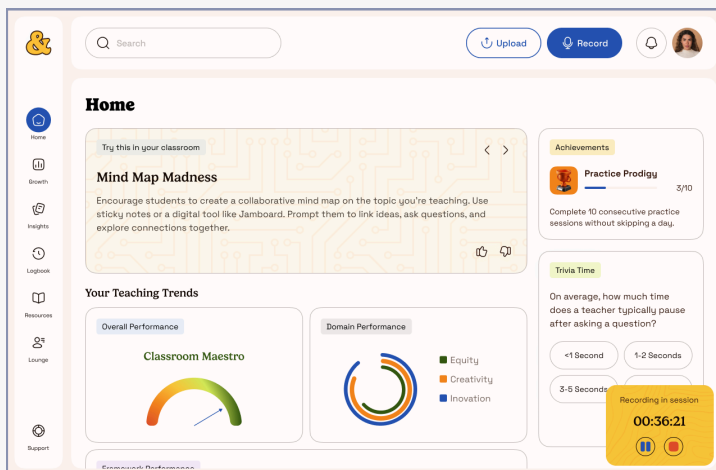 &
Search
Upload
Record
Home
Growth
Insights
Logbook
Resources
Lounge
Support
Home
Try this in your classroom
Mind Map Madness
Encourage students to create a collaborative mind map on the topic you're teaching. Use
sticky notes or a digital tool like Jamboard. Prompt them to link ideas, ask questions, and
explore connections together.
Your Teaching Trends
Overall Performance
Classroom Maestro
Domain Performance
Equity
Creativity
Inovation
Framework Performance
Achievements
Practice Prodigy
3/10
Complete 10 consecutive practice
sessions without skipping a day.
Trivia Time
On average, how much time
does a teacher typically pause
after asking a question?
<1 Second
1-2 Seconds
3-5 Seconds
Recording in session
00:36:21